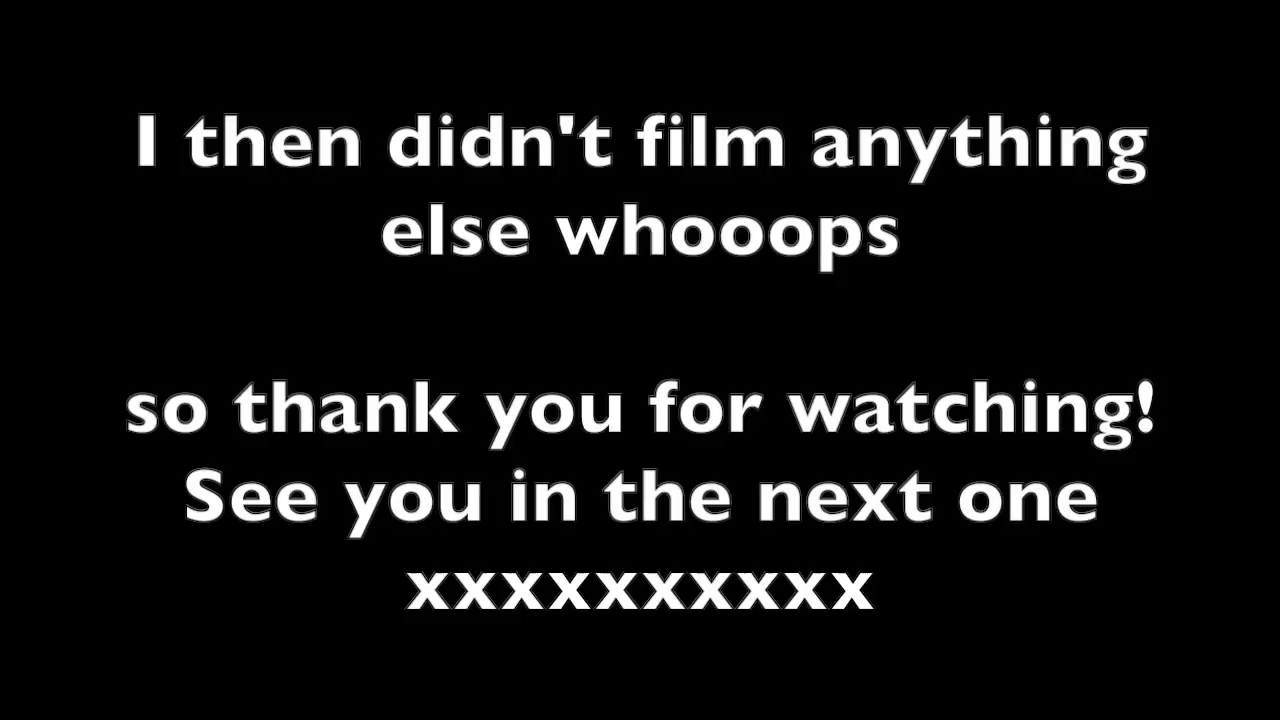 I then didn't film anything
else whooops
so thank you for watching!
See you in the next one
xxxxxxxxxx